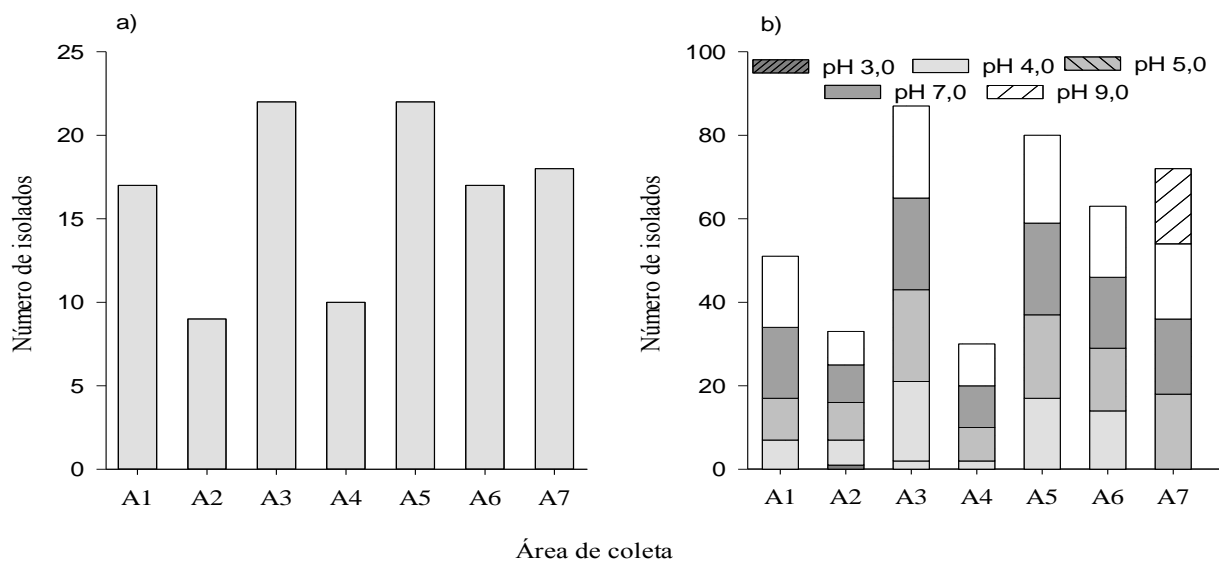 a)
Número de isolados
25
20
15
10
5
0
A1 A2 A3 A4 A5 A6 A7
b)
Número de isolados
100
80
60
40
20
0
pH 3,0 pH 4,0 pH 5,0
pH 7,0 pH 9,0
A1 A2 A3 A4 A5 A6 A7
Área de coleta